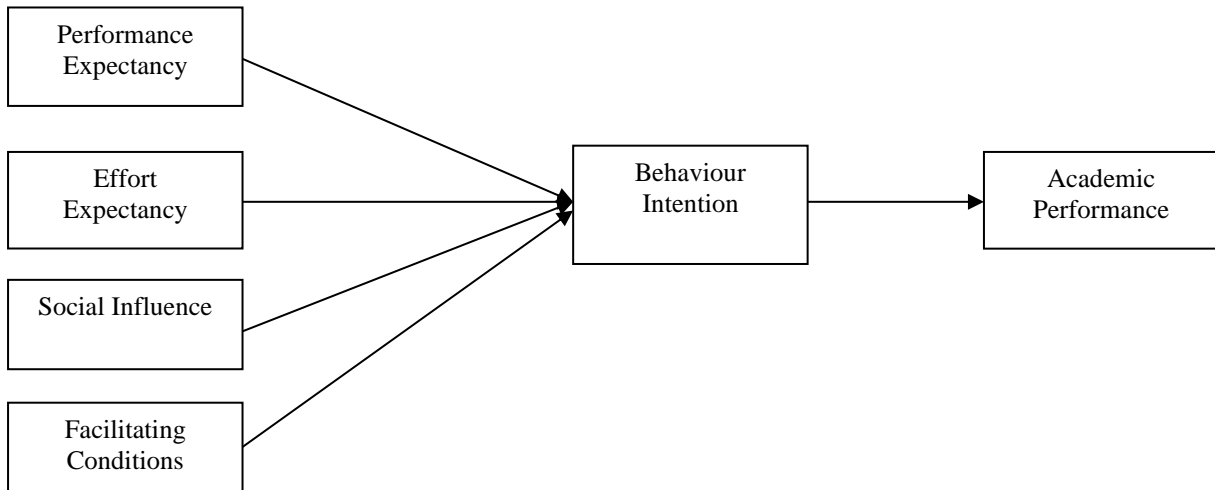 Performance
Expectancy
Effort
Expectancy
Social Influence
Facilitating
Conditions
Behaviour
Intention
Academic
Performance